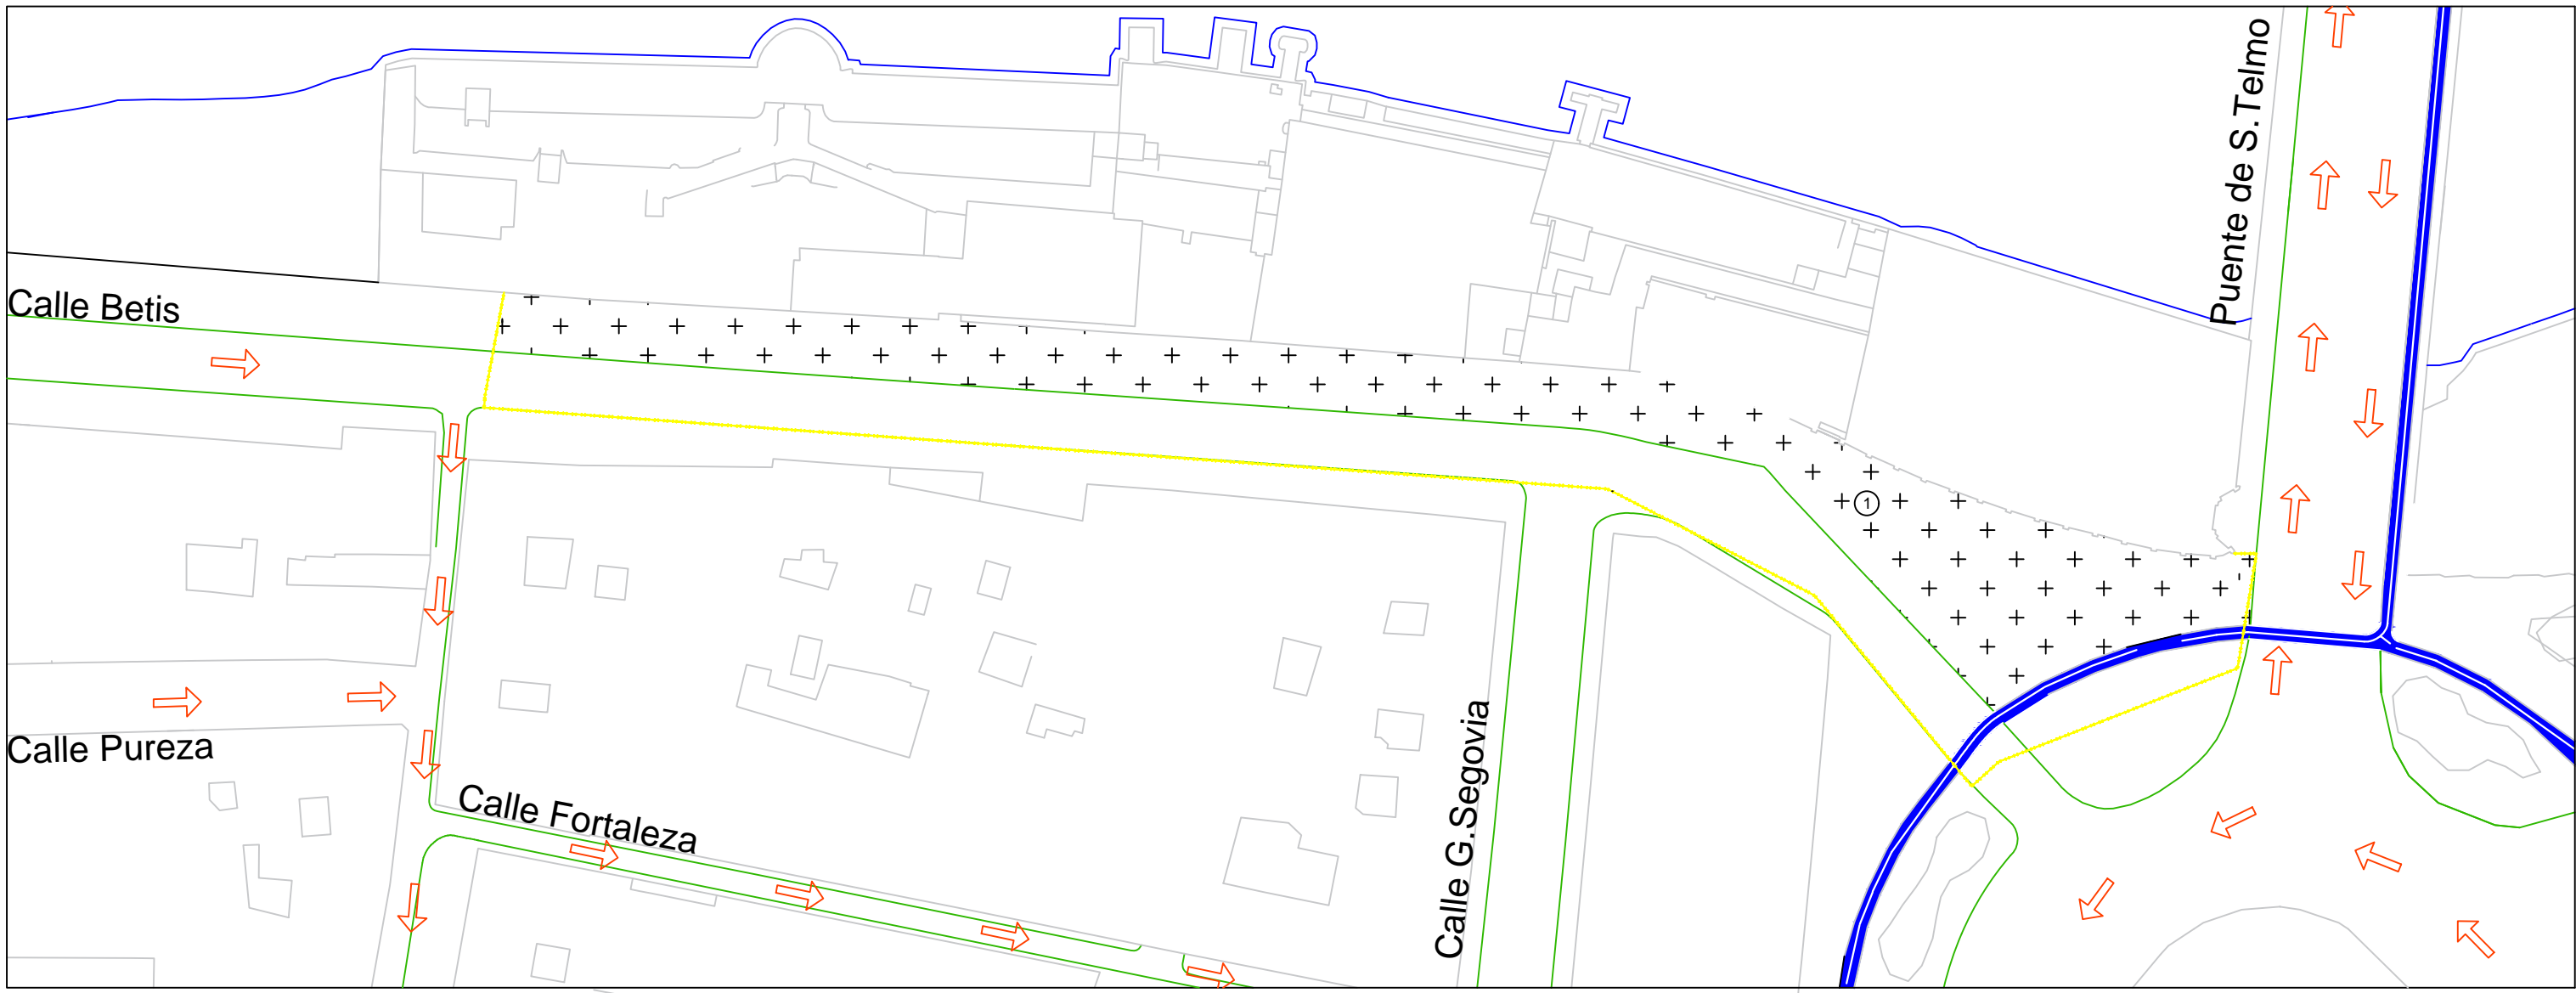 Puente de S.Telmo
Calle Betis
1
Calle Pureza
Calle Fortaleza
Calle G.Segovia